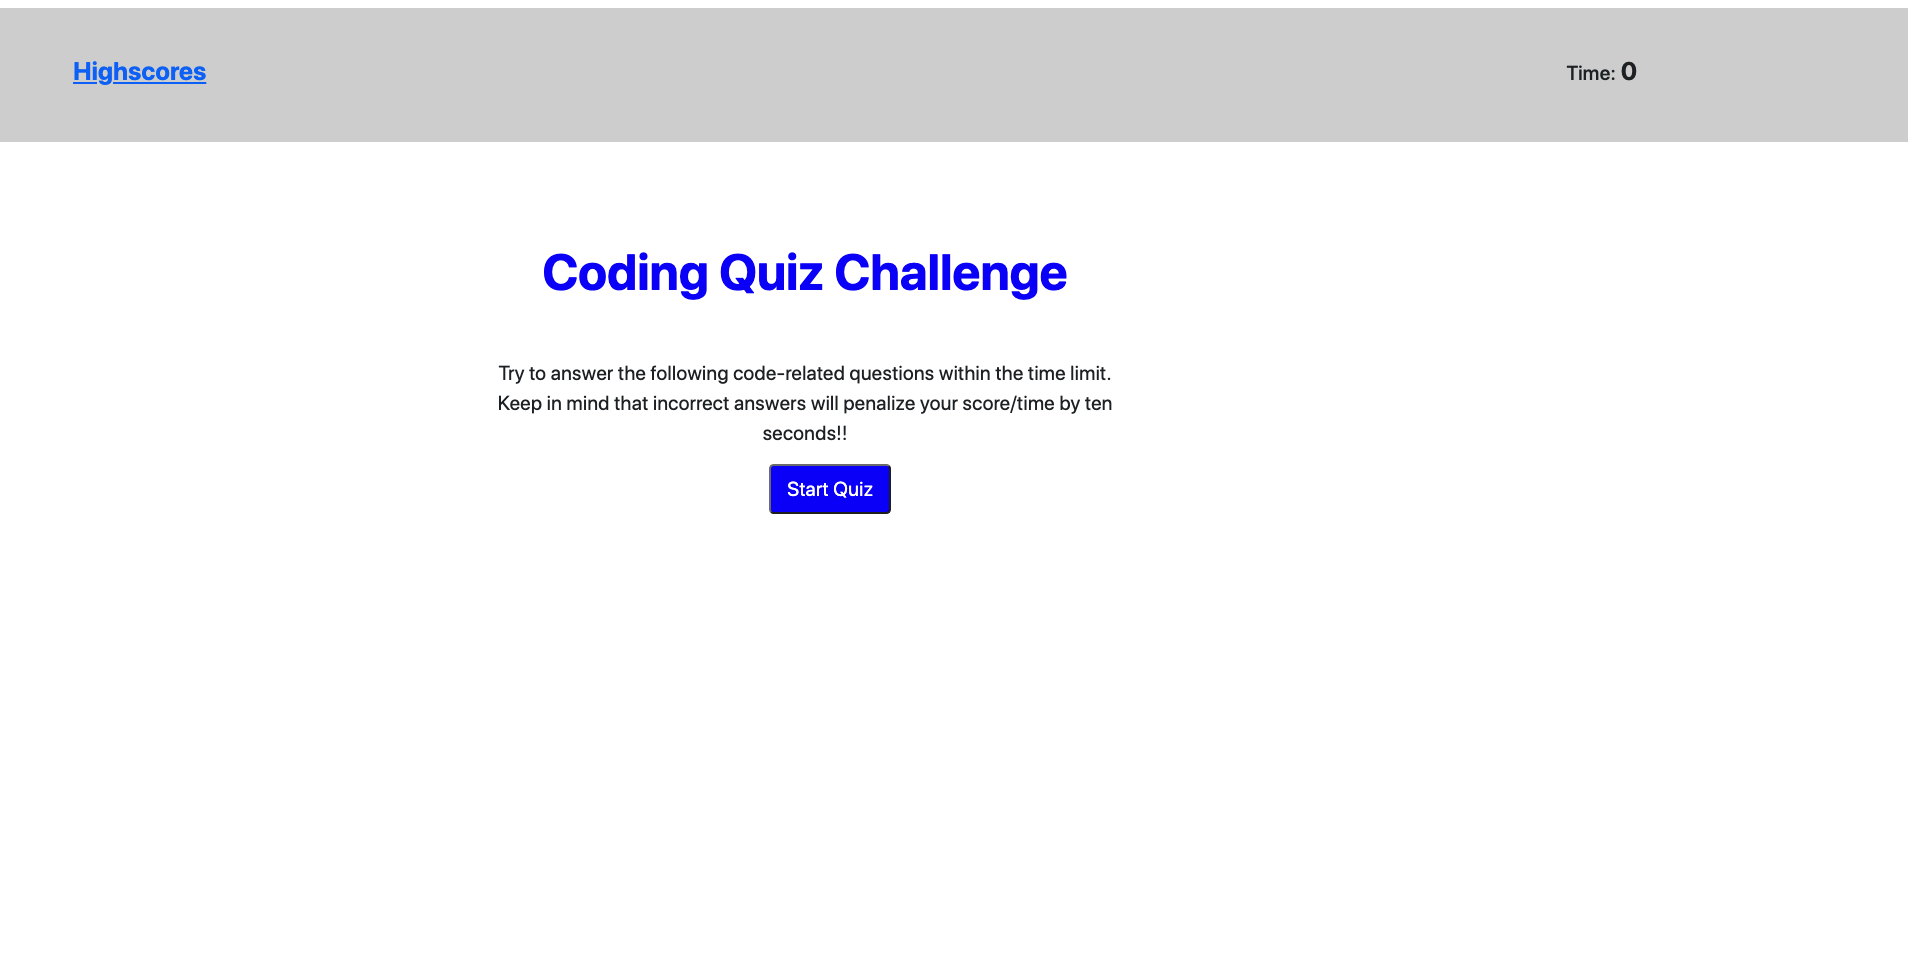 Highscores
Time: 0
Coding Quiz Challenge
Try to answer the following code-related questions within the time limit.
Keep in mind that incorrect answers will penalize your score/time by ten
seconds!!
Start Quiz